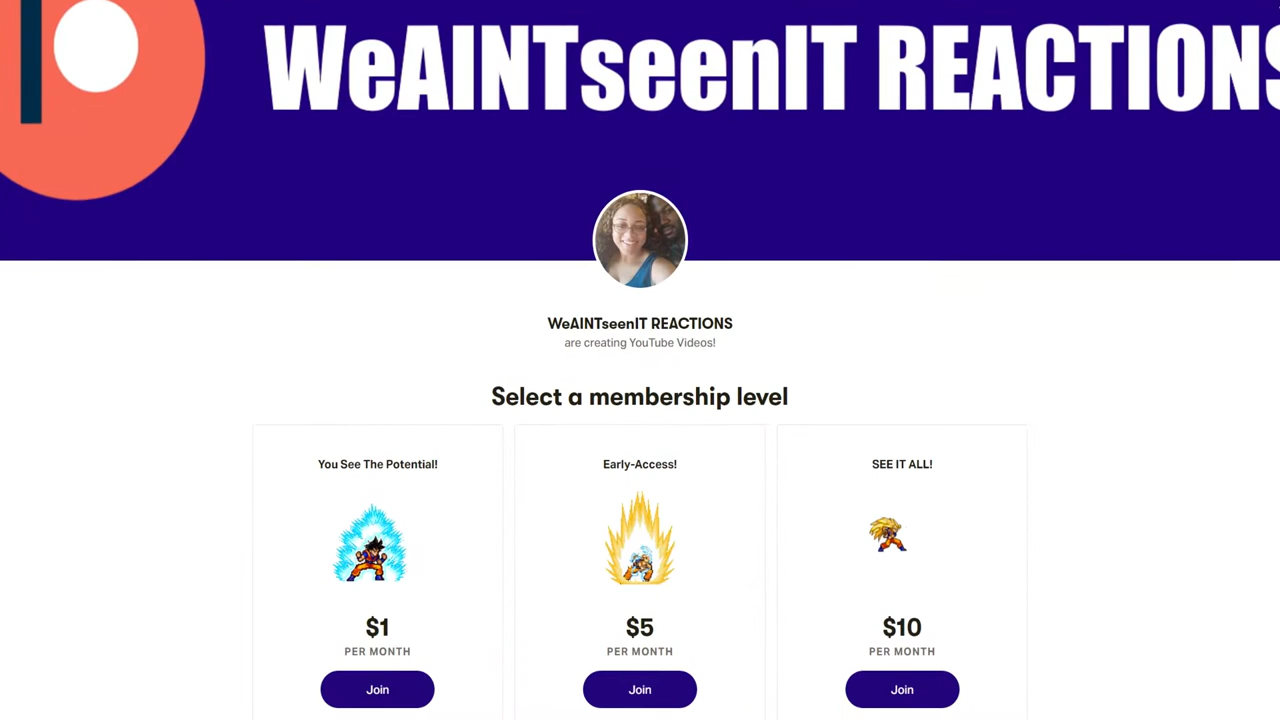 WeAINTseenIT REACTIONS
WeAINTseenIT REACTIONS
are creating YouTube Videos!
Select a membership level
You See The Potential!
Early-Access!
SEE IT ALL!
$1
$5
$10
PER MONTH
PER MONTH
PER MONTH
Join
Join
Join